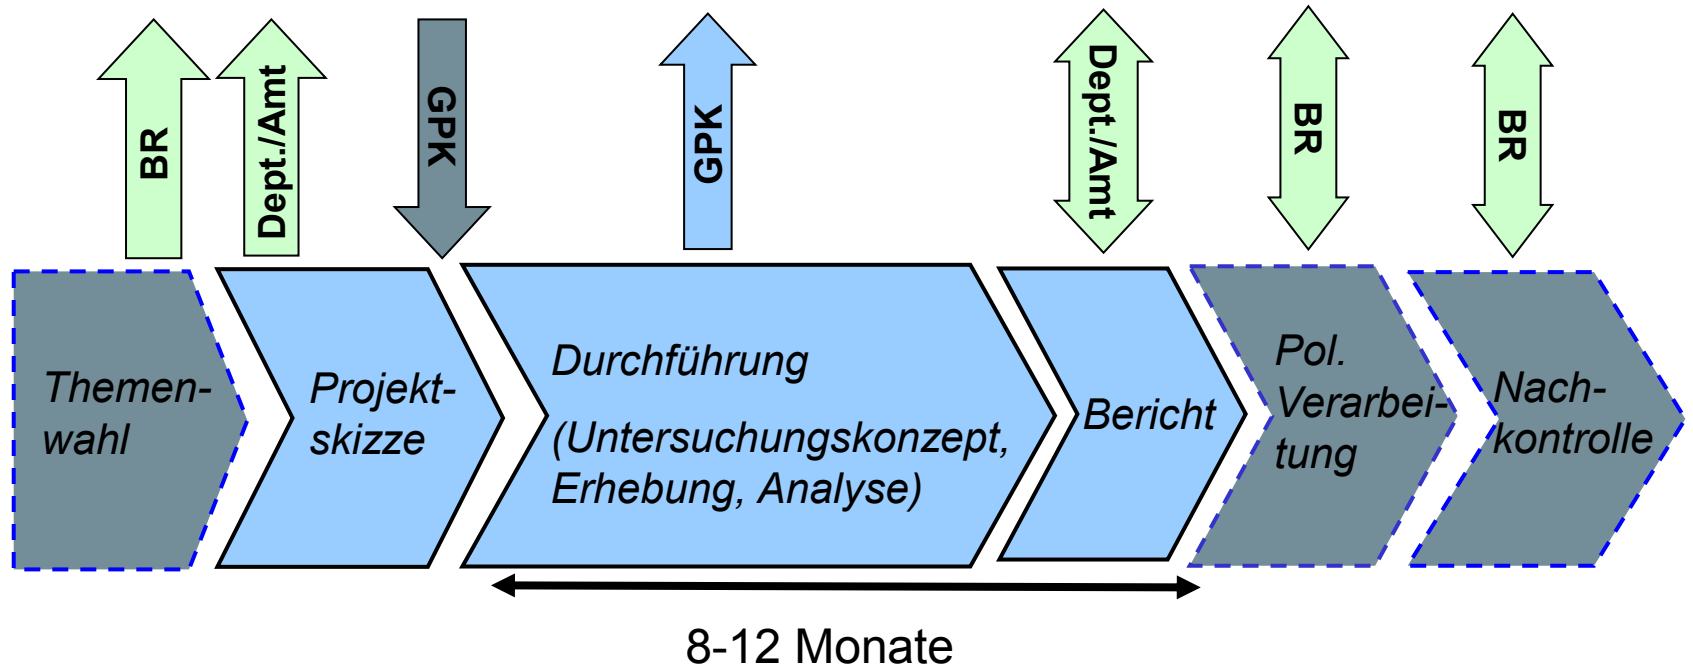 BR
Dept./Amt
GPK
GPK
Dept./Amt
BR
BR
Themen-
wahl
Projekt-
skizze
Durchführung
(Untersuchungskonzept,
Erhebung, Analyse)
Bericht
Pol.
Verarbei-
tung
Nach-
kontrolle
8-12 Monate